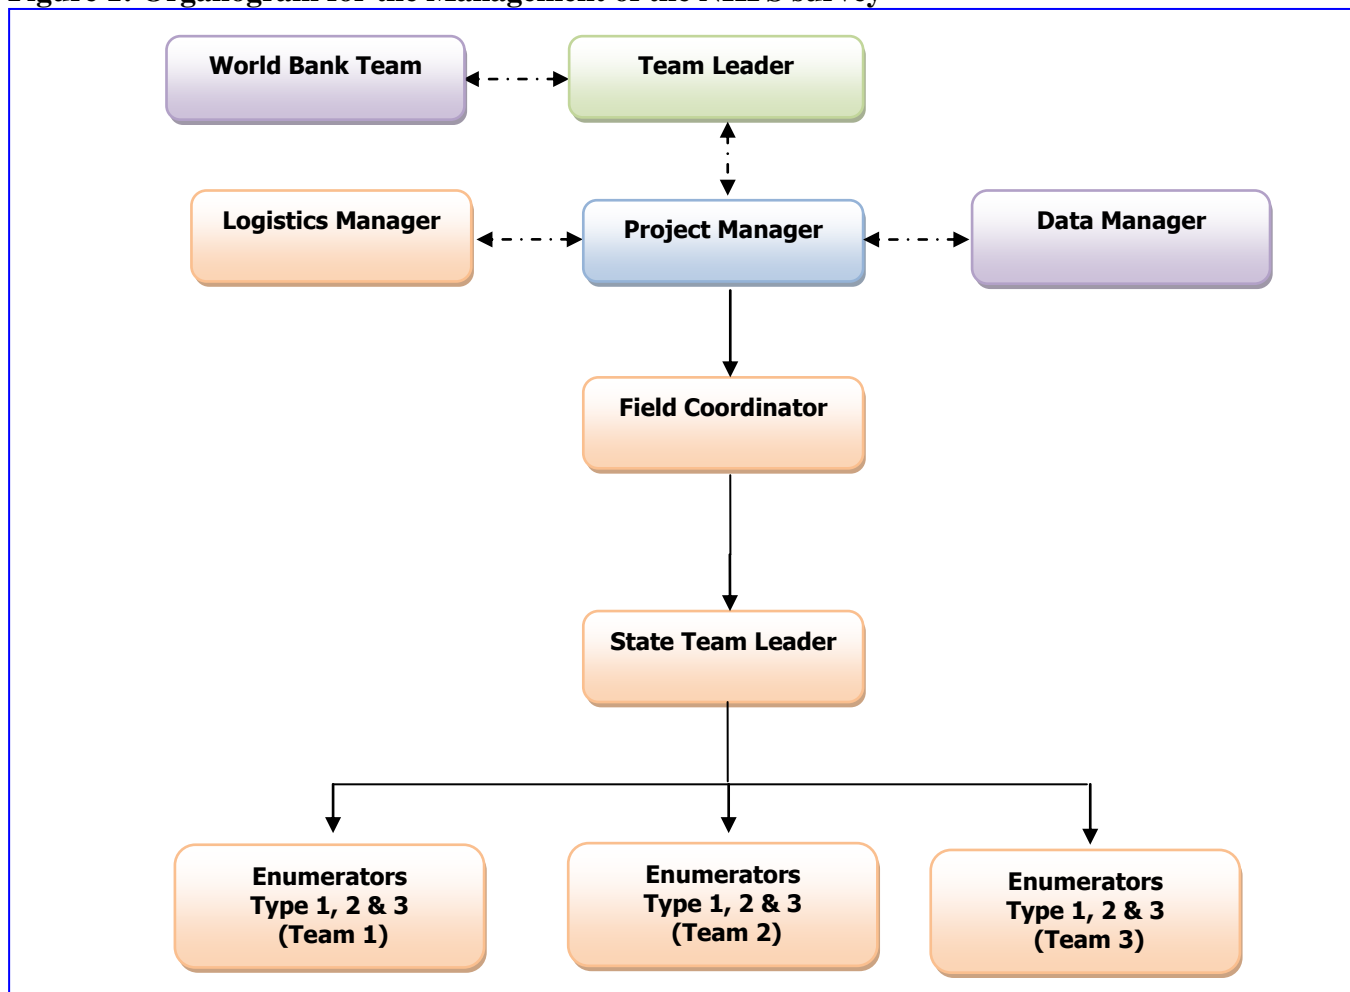 World Bank Team
Team Leader
Logistics Manager
Project Manager
Data Manager
Field Coordinator
State Team Leader
Enumerators
Type 1, 2 & 3
(Team 1)
Enumerators
Type 1, 2 & 3
(Team 2)
Enumerators
Type 1, 2 & 3
(Team 3)